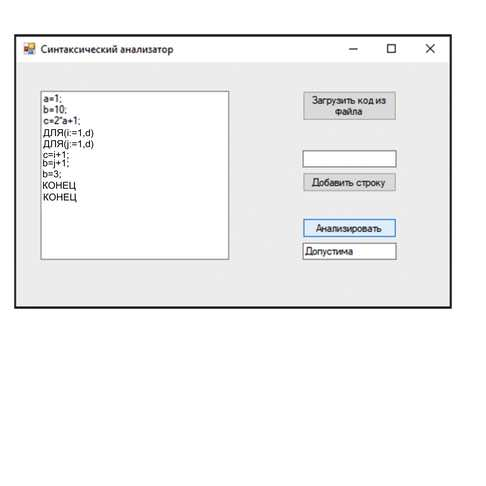 Синтаксический анализатор
a=1;
b=10;
c=2*a+1;
ДЛЯ(i:=1,d)
ДЛЯ(j:=1,d)
c=i+1;
b=j+1;
b=3;
КОНЕЦ
КОНЕЦ
Загрузить код из
файла
Добавить строку
Анализировать
Допустима